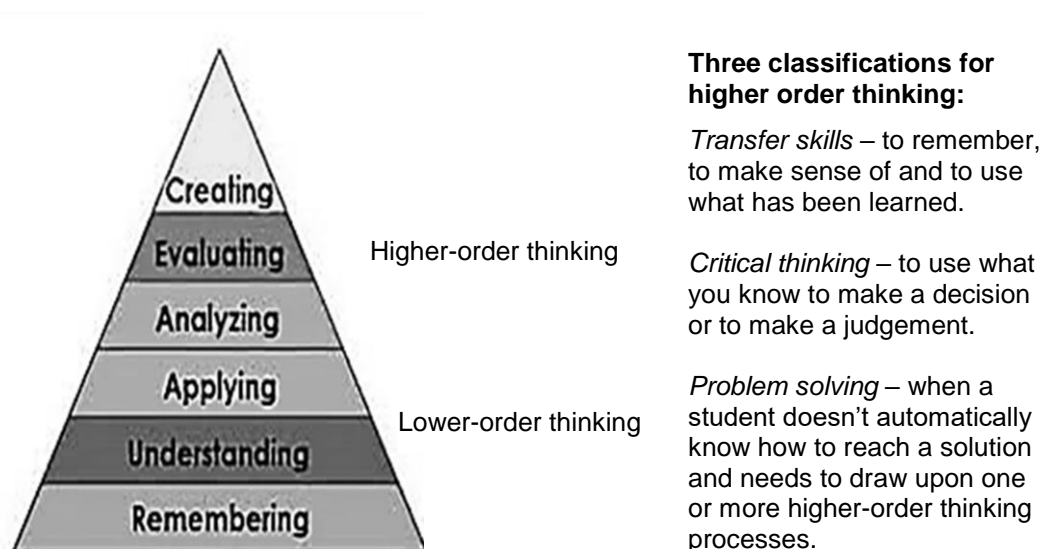 Creating
Evaluating
Analyzing
Applying
Understanding
Remembering
Higher-order thinking
Lower-order thinking
Three classifications for
higher order thinking:
Transfer skills – to remember,
to make sense of and to use
what has been learned.
Critical thinking – to use what
you know to make a decision
or to make a judgement.
Problem solving – when a
student doesn’t automatically
know how to reach a solution
and needs to draw upon one
or more higher-order thinking
processes.